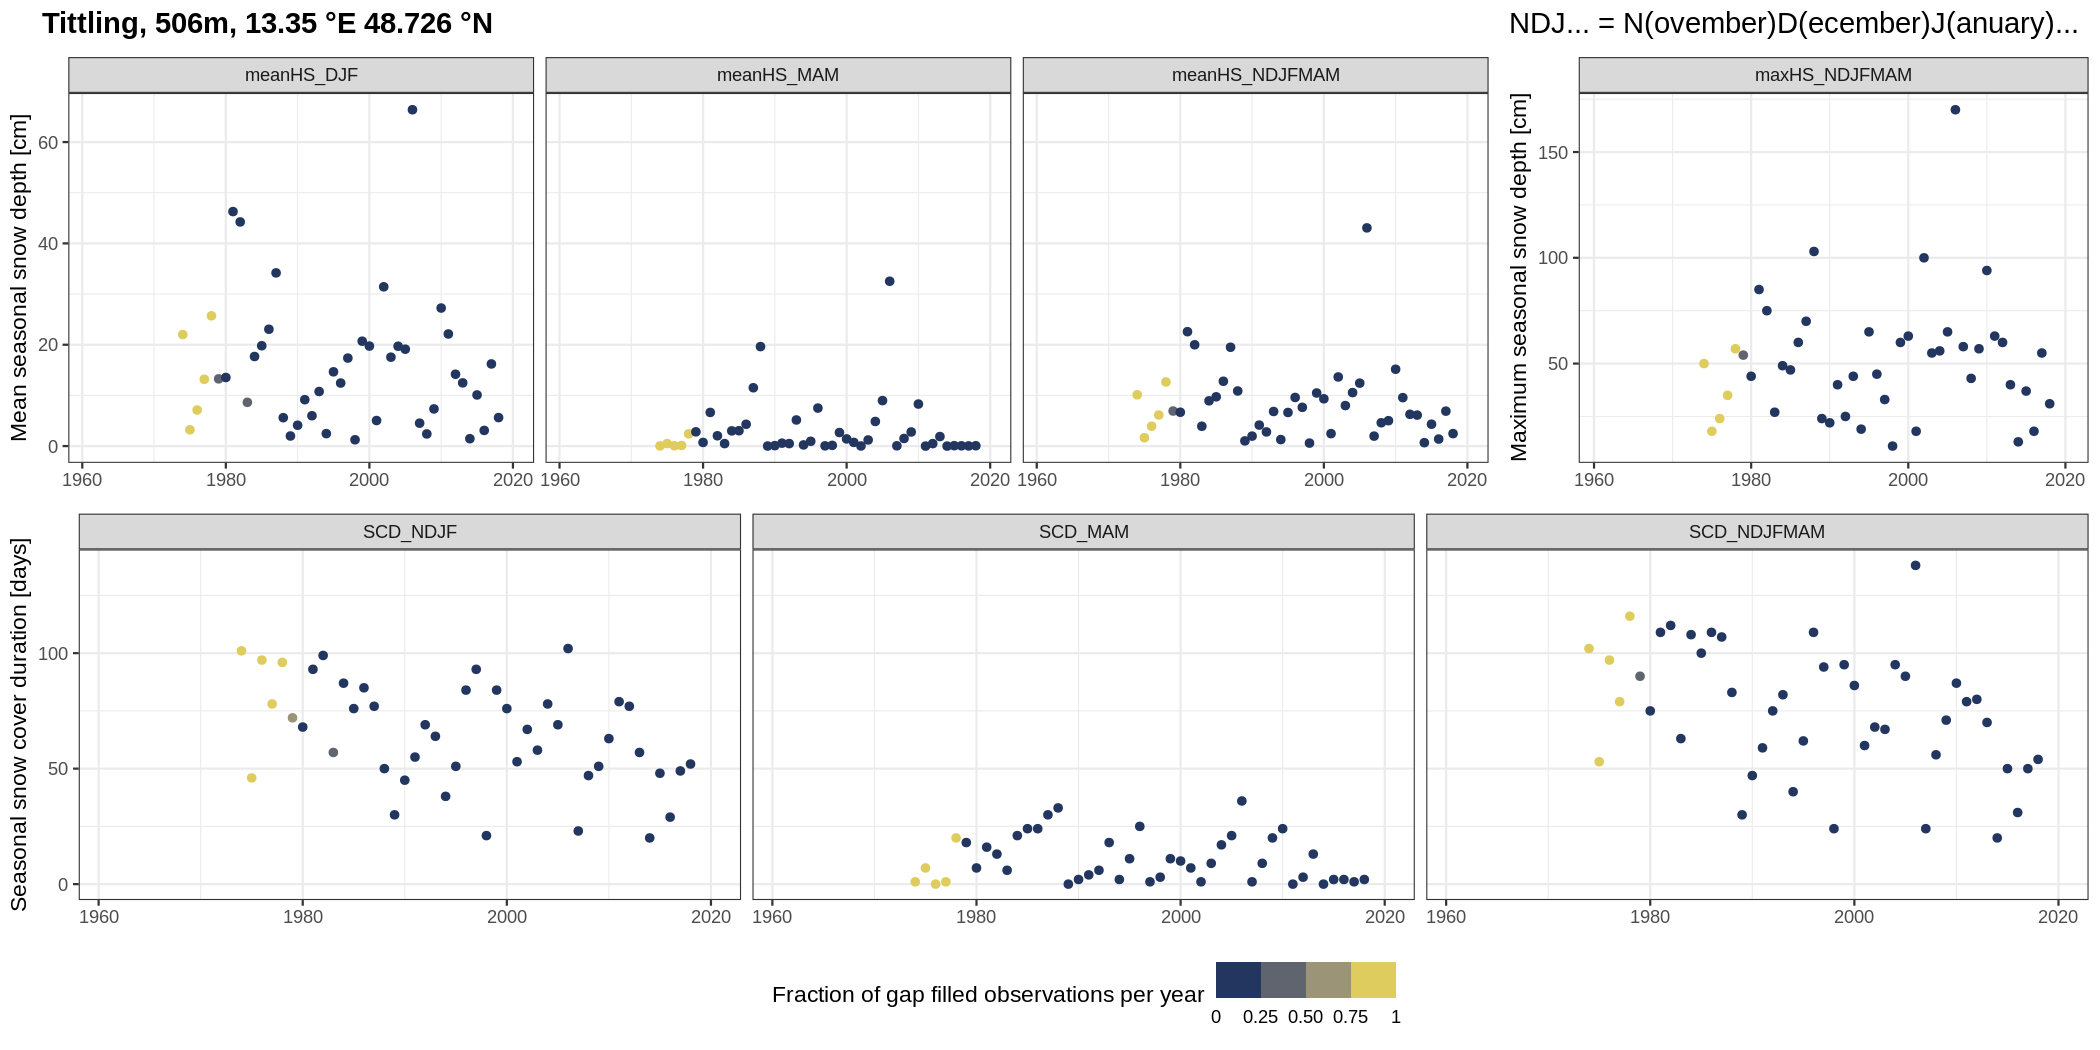 Tittling, 506m, 13.35 °E 48.726 °N
NDJ... = N(ovember)D(ecember)J(anuary)...
meanHS_DJF
meanHS_MAM
meanHS_NDJFMAM
maxHS_NDJFMAM
Mean seasonal snow depth [cm]
60
40
20
0
1960 1980 2000 2020
1960 1980 2000 2020
1960 1980 2000 2020
Maximum seasonal snow depth [cm]
150
100
50
1960 1980 2000 2020
SCD_NDJF
SCD_MAM
SCD_NDJFMAM
Seasonal snow cover duration [days]
100
50
0
1960 1980 2000 2020
1960 1980 2000 2020
1960 1980 2000 2020
Fraction of gap filled observations per year
0 0.25 0.50 0.75 1